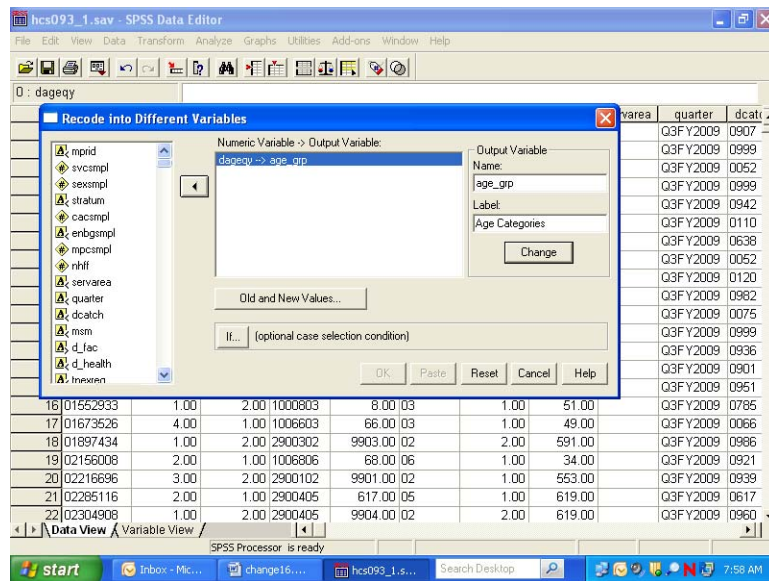 hcs093_1.sav - SPSS Data Editor
File Edit View Data Transform Analyze Graphs Utilities Add-ons Window Help
0 : dageqy
Recode into Different Variables
mprid
svcsmpl
sexsmpl
stratum
cacsmpl
enbgsmpl
mpcsmpl
nhff
servarea
quarter
dcatch
msm
d_fac
d_health
Numeric Variable -> Output Variable:
dageqy --> age_grp
Output Variable
Name:
age_grp
Label:
Age Categories
Change
Old and New Values...
If... (optional case selection condition)
OK Paste Reset Cancel Help
varea quarter dcatc
Q3FY2009 0907
Q3FY2009 0999
Q3FY2009 0052
Q3FY2009 0999
Q3FY2009 0942
Q3FY2009 0110
Q3FY2009 0638
Q3FY2009 0052
Q3FY2009 0120
Q3FY2009 0982
Q3FY2009 0075
Q3FY2009 0999
Q3FY2009 0936
Q3FY2009 0901
Q3FY2009 0951
16 01552933 1.00 2.00 1000803 8.00 03 1.00 51.00 Q3FY2009 0785
17 01673526 4.00 1.00 1006603 66.00 03 1.00 49.00 Q3FY2009 0066
18 01897434 1.00 2.00 2900302 9903.00 02 2.00 591.00 Q3FY2009 0986
19 02156008 2.00 1.00 1006806 68.00 06 1.00 34.00 Q3FY2009 0921
20 02216696 3.00 2.00 2900102 9901.00 02 1.00 553.00 Q3FY2009 0939
21 02285116 2.00 1.00 2900405 617.00 05 1.00 619.00 Q3FY2009 0617
22 02304908 1.00 2.00 2900405 9904.00 02 2.00 619.00 Q3FY2009 0960
Data View Variable View
SPSS Processor is ready
start Inbox - Mic... change16.... hcs093_1.s... Search Desktop 7:58 AM